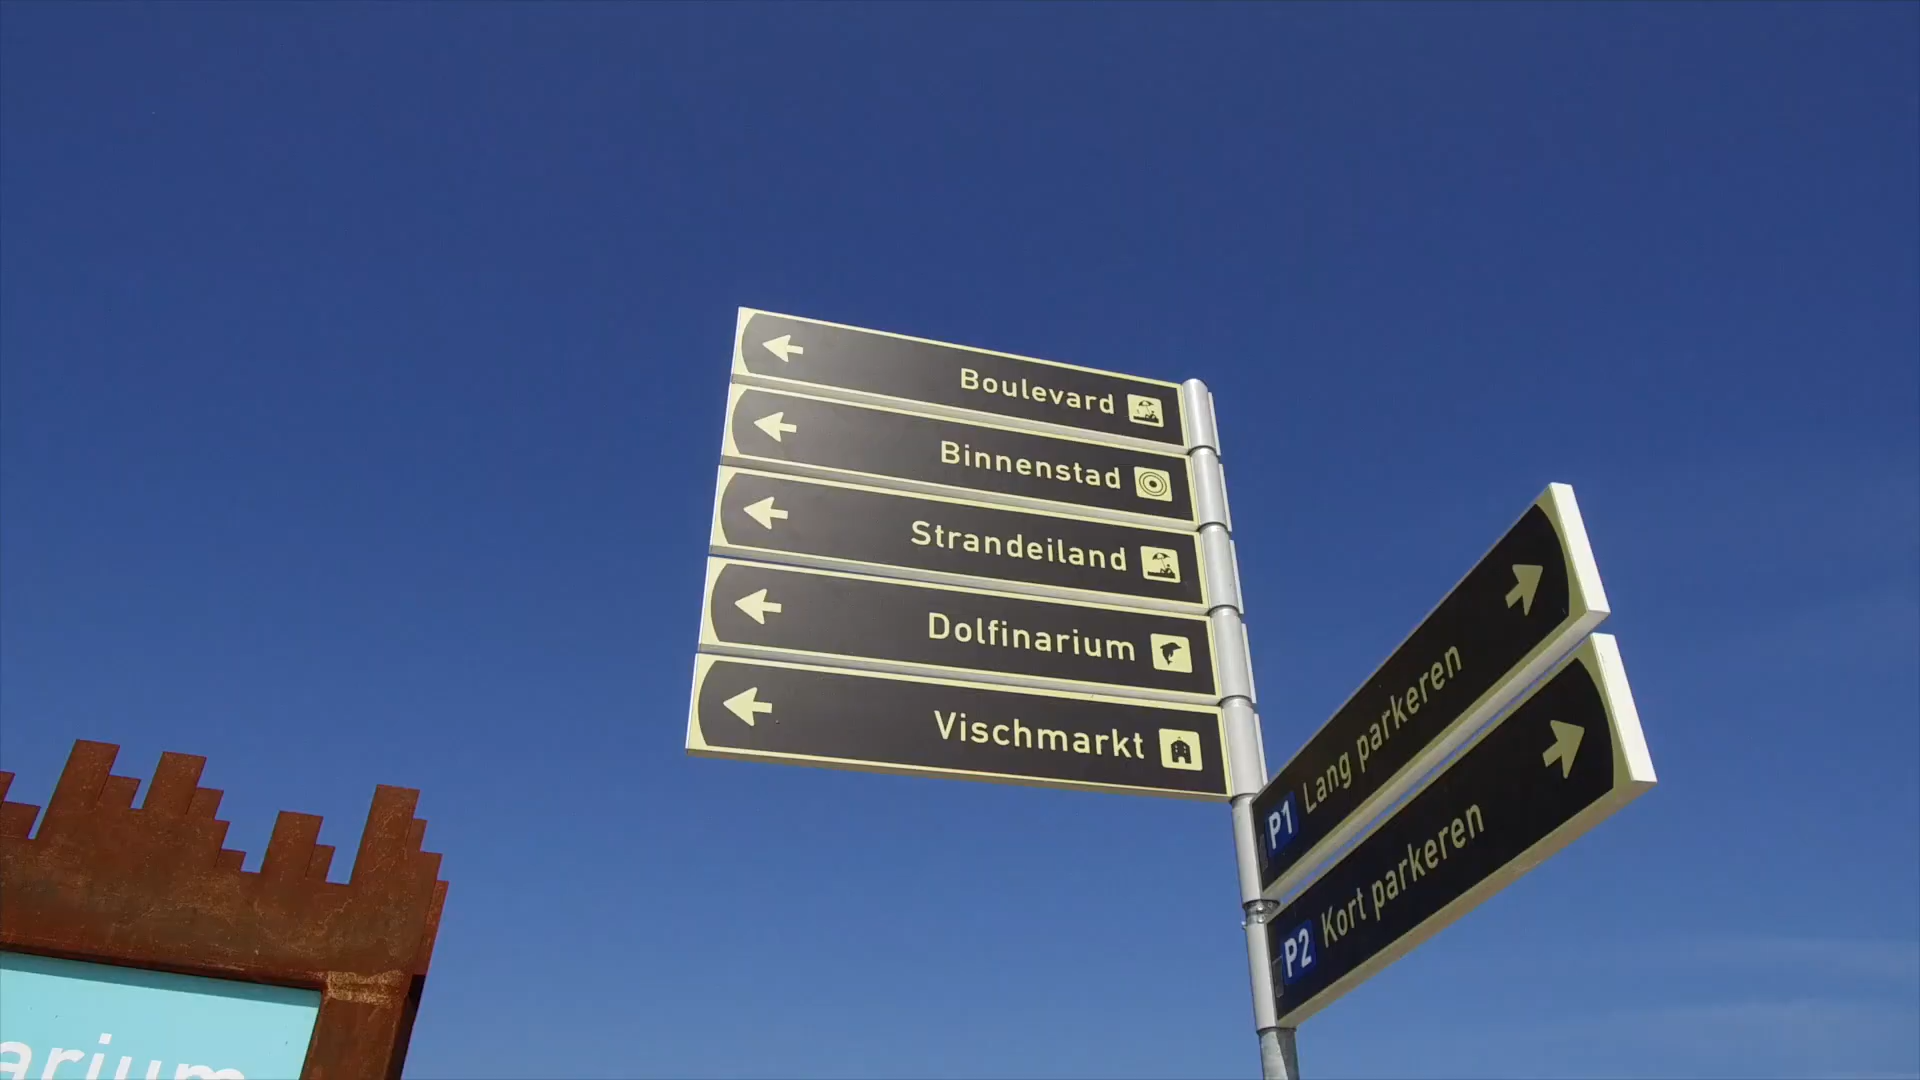 Boulevard
Binnenstad
Strandeiland
Dolfinarium
Vischmarkt
P1 Lang parkeren
P2 Kort parkeren
arium